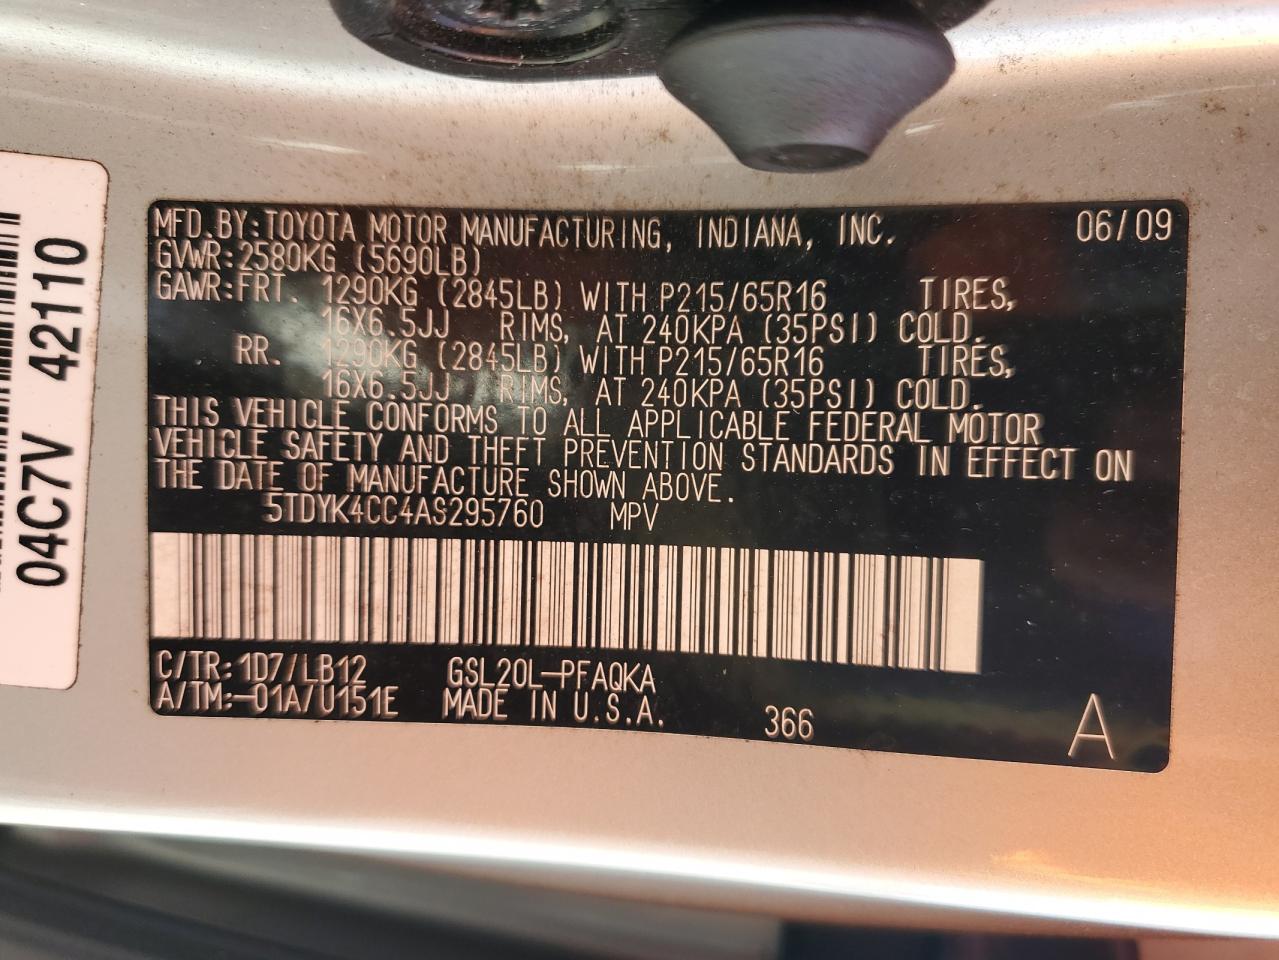 MFD. BY: TOYOTA MOTOR MANUFACTURING, INDIANA, INC. 06/09
GVWR: 2580KG (5690LB)
GAWR: FRT. 1290KG (2845LB) WITH P215/65R16 TIRES,
16X6.5JJ RIMS, AT 240KPA (35PSI) COLD.
RR. 1290KG (2845LB) WITH P215/65R16 TIRES,
16X6.5JJ RIMS, AT 240KPA (35PSI) COLD.
THIS VEHICLE CONFORMS TO ALL APPLICABLE FEDERAL MOTOR
VEHICLE SAFETY AND THEFT PREVENTION STANDARDS IN EFFECT ON
THE DATE OF MANUFACTURE SHOWN ABOVE.
5TDYK4CC4AS295760 MPV
C/TR: 1D7/LB12 GSL20L-PFAQKA
A/TM: -01A/U151E MADE IN U.S.A. 366 A
04C7V 42110